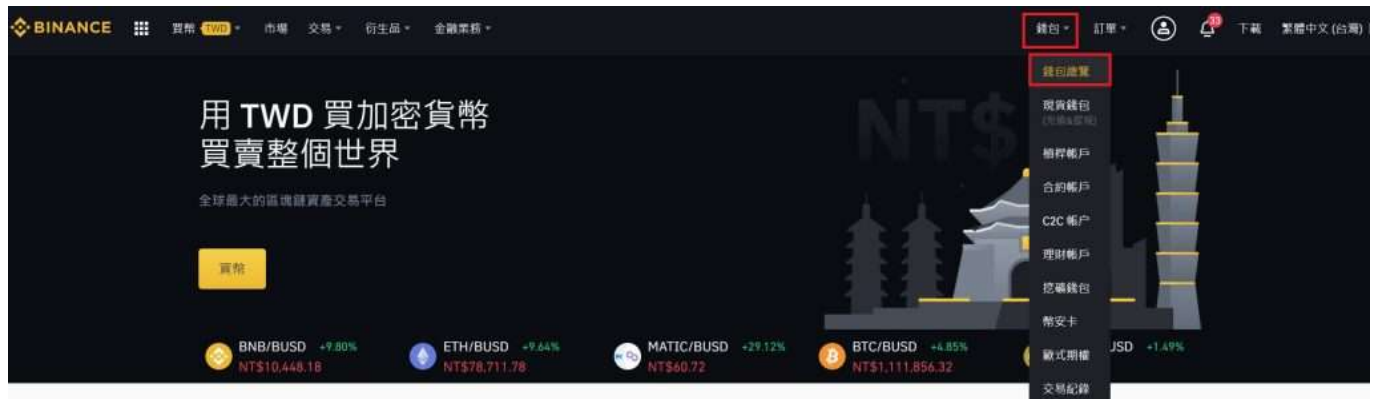 BINANCE
買幣 TWD
市場
交易
衍生品
金融業務
錢包
訂單
33
下載
繁體中文 (台灣)
錢包總覽
現貨錢包
槓桿帳戶
合約帳戶
C2C 帳户
理財帳戶
挖礦錢包
幣安卡
歐式期權
交易紀錄
NT$
用 TWD 買加密貨幣
買賣整個世界
全球最大的區塊鏈資產交易平台
買幣
BNB/BUSD +9.80%
NT$10,448.18
ETH/BUSD +9.64%
NT$78,711.78
MATIC/BUSD +29.12%
NT$60.72
BTC/BUSD +4.85%
NT$1,111,856.32
USD +1.49%